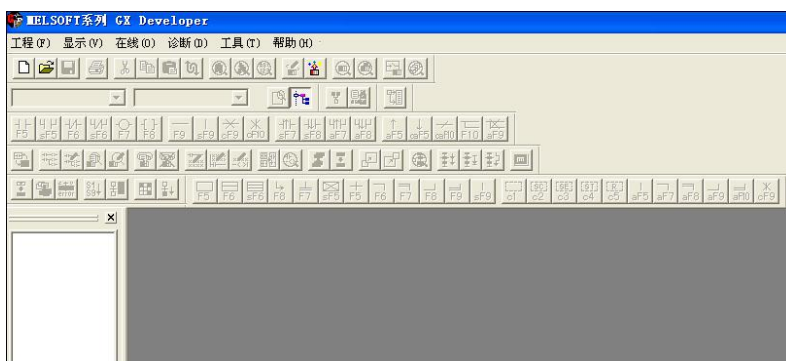 MELSOFT系列 GX Developer
工程(F) 显示(V) 在线(O) 诊断(D) 工具(T) 帮助(H)
F5 sF5 F6 sF6 F7 F8 F9 sF9 cF9 cF10 sF7 sF8 aF7 aF8 aF5 caF5 caF10 F10 aF9
error
F5 F6 sF6 F8 F7 sF5 F5 F6 F7 F8 F9 sF9 c1 c2 c3 c4 c5 aF5 aF7 aF8 aF9 aF10 cF9